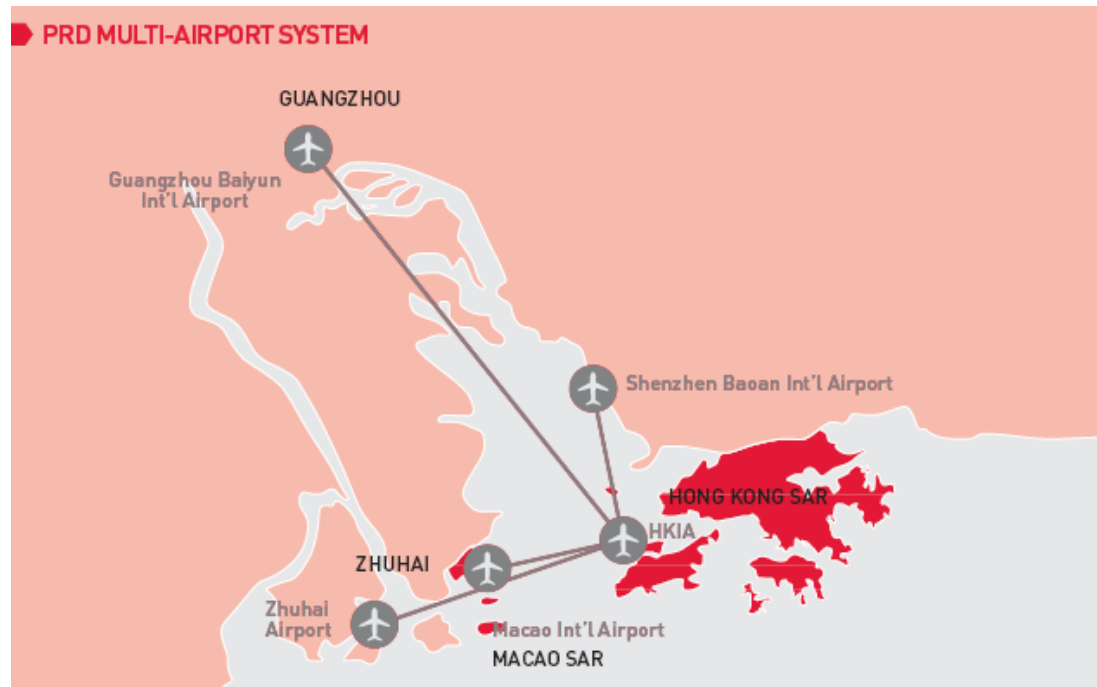 PRD MULTI-AIRPORT SYSTEM
GUANGZHOU
Guangzhou Baiyun
Int'l Airport
Shenzhen Baoan Int'l Airport
HONG KONG SAR
HKIA
ZHUHAI
Zhuhai
Airport
Macao Int'l Airport
MACAO SAR